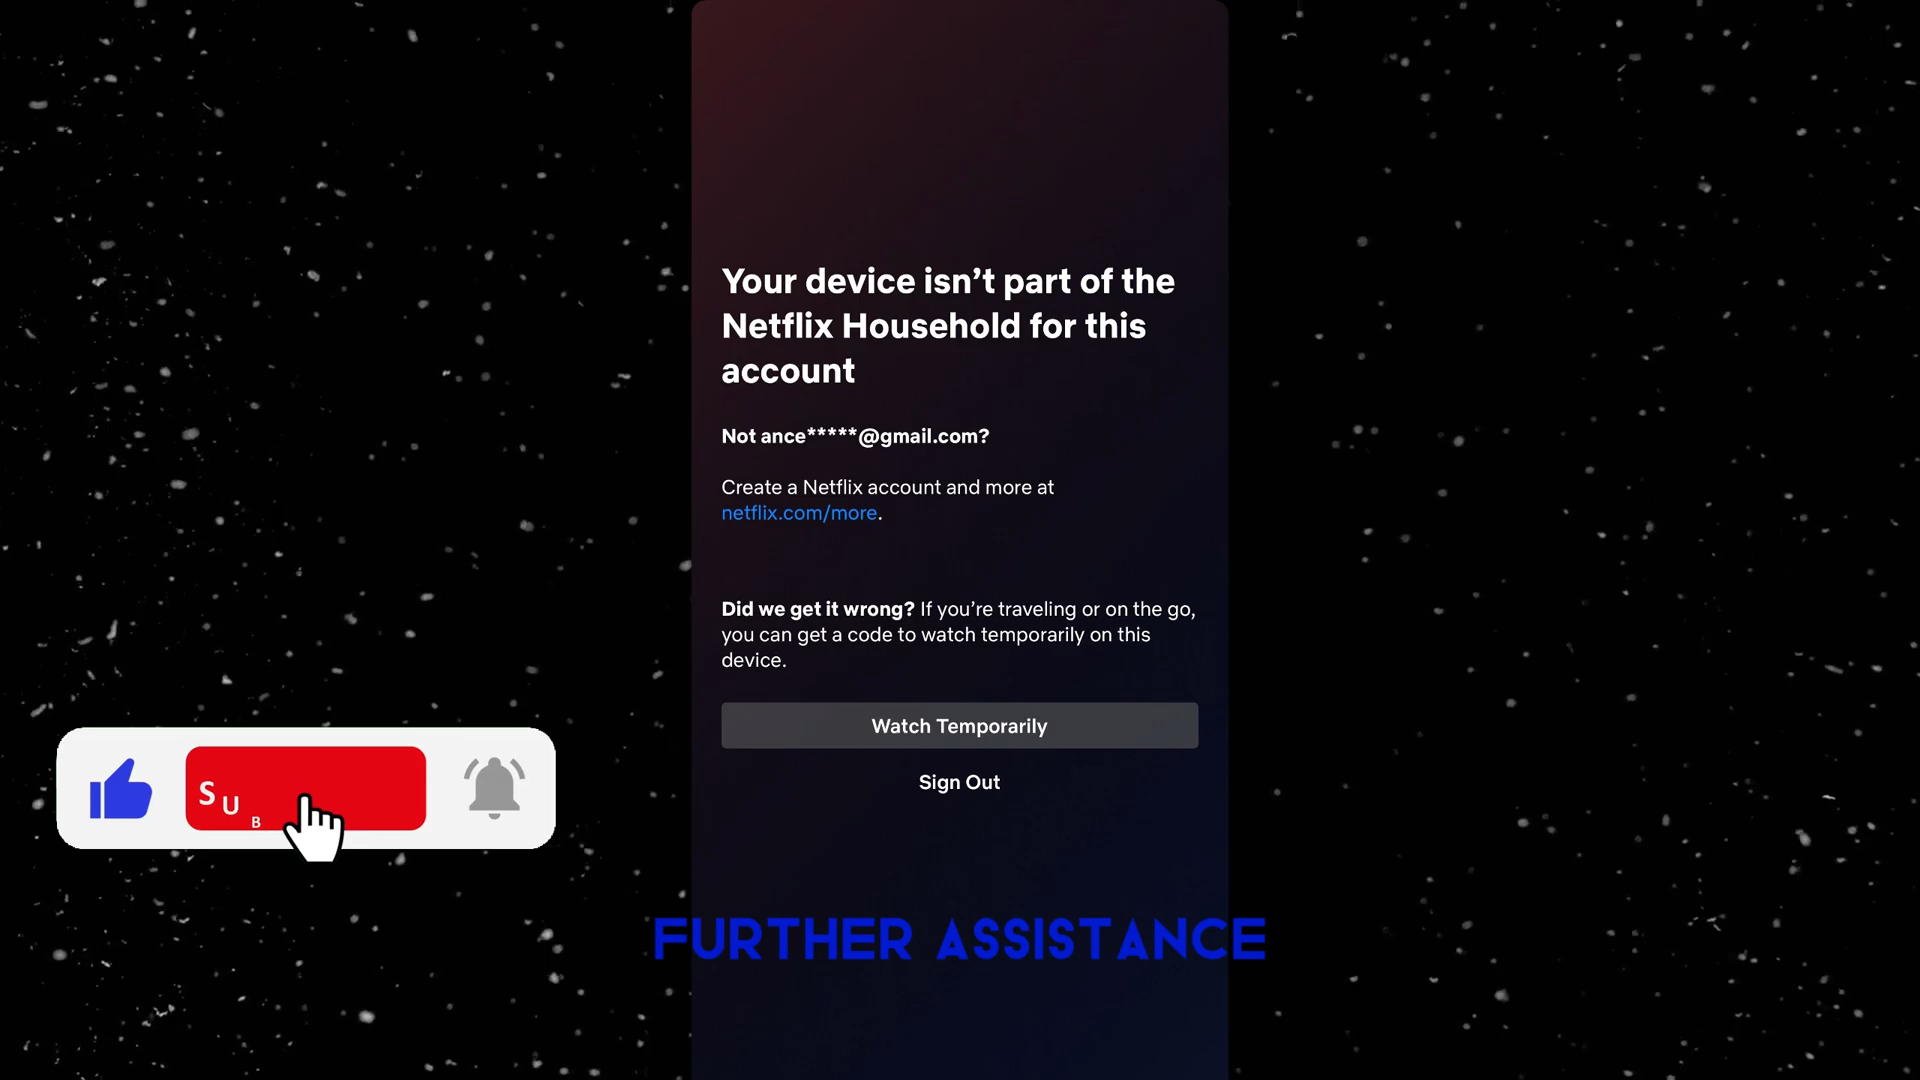 Your device isn’t part of the
Netflix Household for this
account
Not ance*****@gmail.com?
Create a Netflix account and more at
netflix.com/more.
Did we get it wrong? If you’re traveling or on the go,
you can get a code to watch temporarily on this
device.
Watch Temporarily
Sign Out
SUB
FURTHER ASSISTANCE